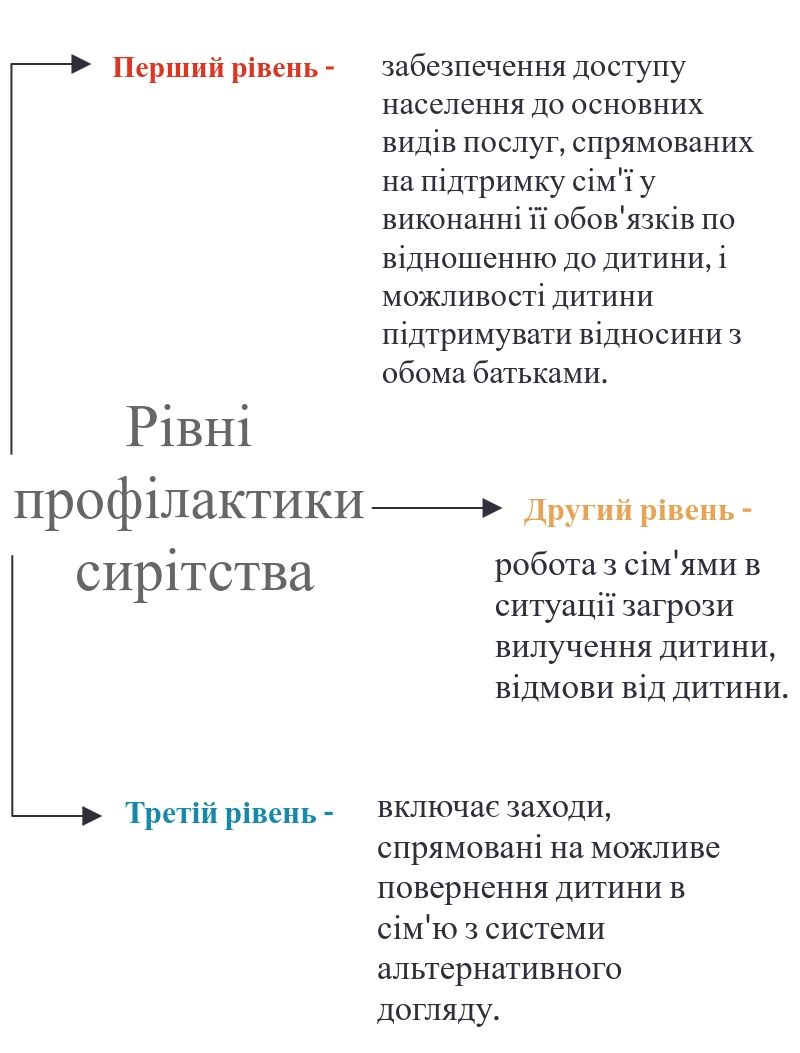 Перший рівень -
забезпечення доступу
населення до основних
видів послуг, спрямованих
на підтримку сім'ї у
виконанні її обов'язків по
відношенню до дитини, і
можливості дитини
підтримувати відносини з
обома батьками.
Рівні
профілактики
сирітства
Другий рівень -
робота з сім'ями в
ситуації загрози
вилучення дитини,
відмови від дитини.
Третій рівень -
включає заходи,
спрямовані на можливе
повернення дитини в
сім'ю з системи
альтернативного
догляду.